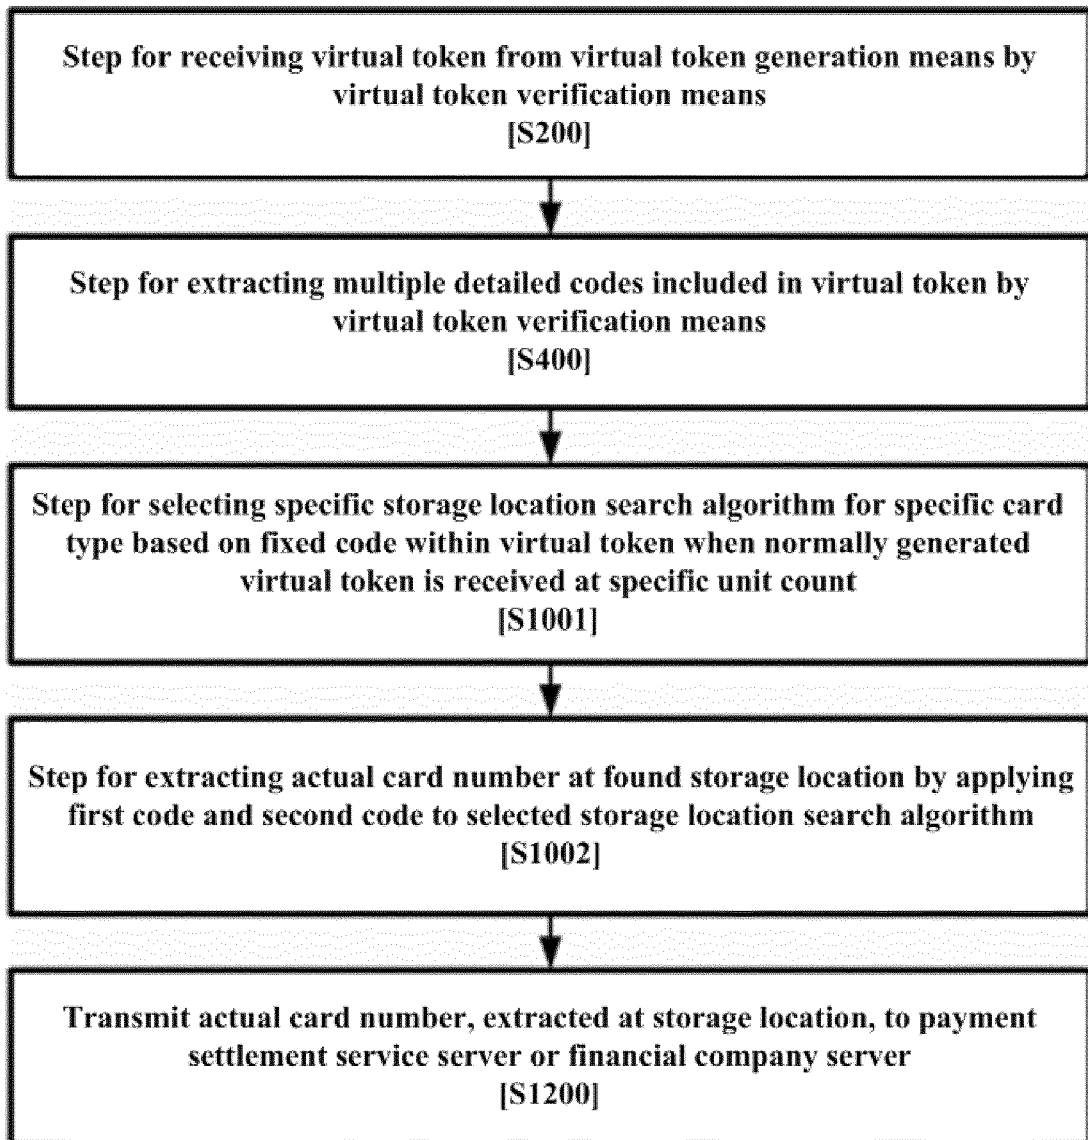 Step for receiving virtual token from virtual token generation means by
virtual token verification means
[S200]
Step for extracting multiple detailed codes included in virtual token by
virtual token verification means
[S400]
Step for selecting specific storage location search algorithm for specific card
type based on fixed code within virtual token when normally generated
virtual token is received at specific unit count
[S1001]
Step for extracting actual card number at found storage location by applying
first code and second code to selected storage location search algorithm
[S1002]
Transmit actual card number, extracted at storage location, to payment
settlement service server or financial company server
[S1200]